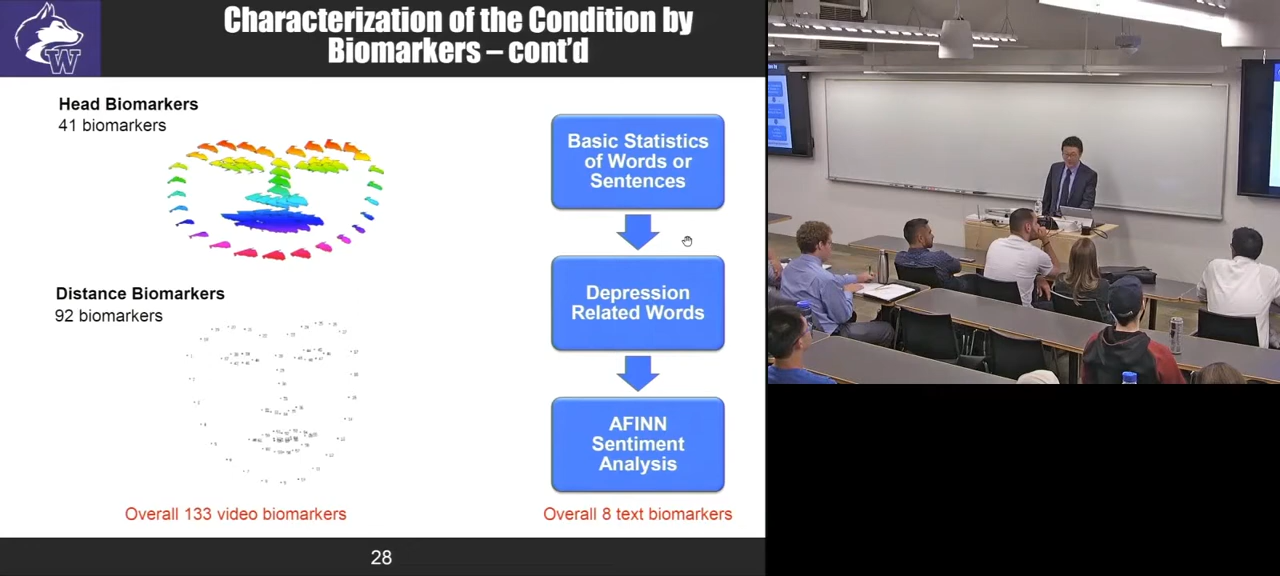 Characterization of the Condition by
Biomarkers – cont'd
W
Head Biomarkers
41 biomarkers
Distance Biomarkers
92 biomarkers
Overall 133 video biomarkers
Basic Statistics
of Words or
Sentences
Depression
Related Words
AFINN
Sentiment
Analysis
Overall 8 text biomarkers
28